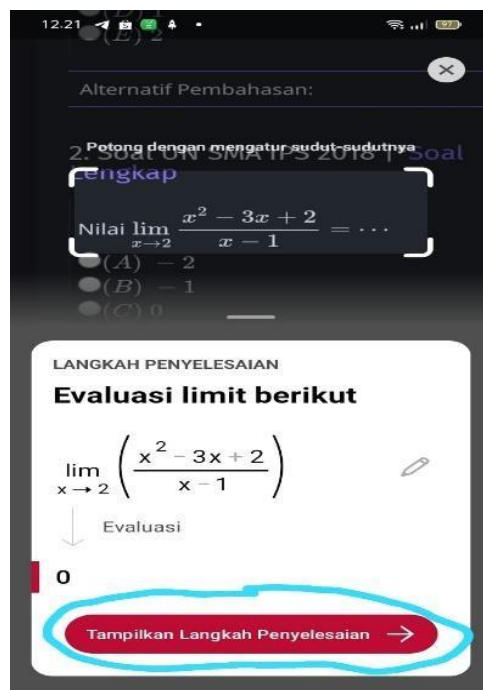 12.21
97
(D) 1
(E) 2
Alternatif Pembahasan:
Potong dengan mengatur sudut-sudutnya
2. Soal UN SMA IPS 2018 | Soal
Lengkap
Nilai lim x→2 x² − 3x + 2 / x − 1 = ⋯
(A) − 2
(B) − 1
(C) 0
LANGKAH PENYELESAIAN
Evaluasi limit berikut
lim x → 2 ( x² − 3x + 2 / x − 1 )
Evaluasi
0
Tampilkan Langkah Penyelesaian →